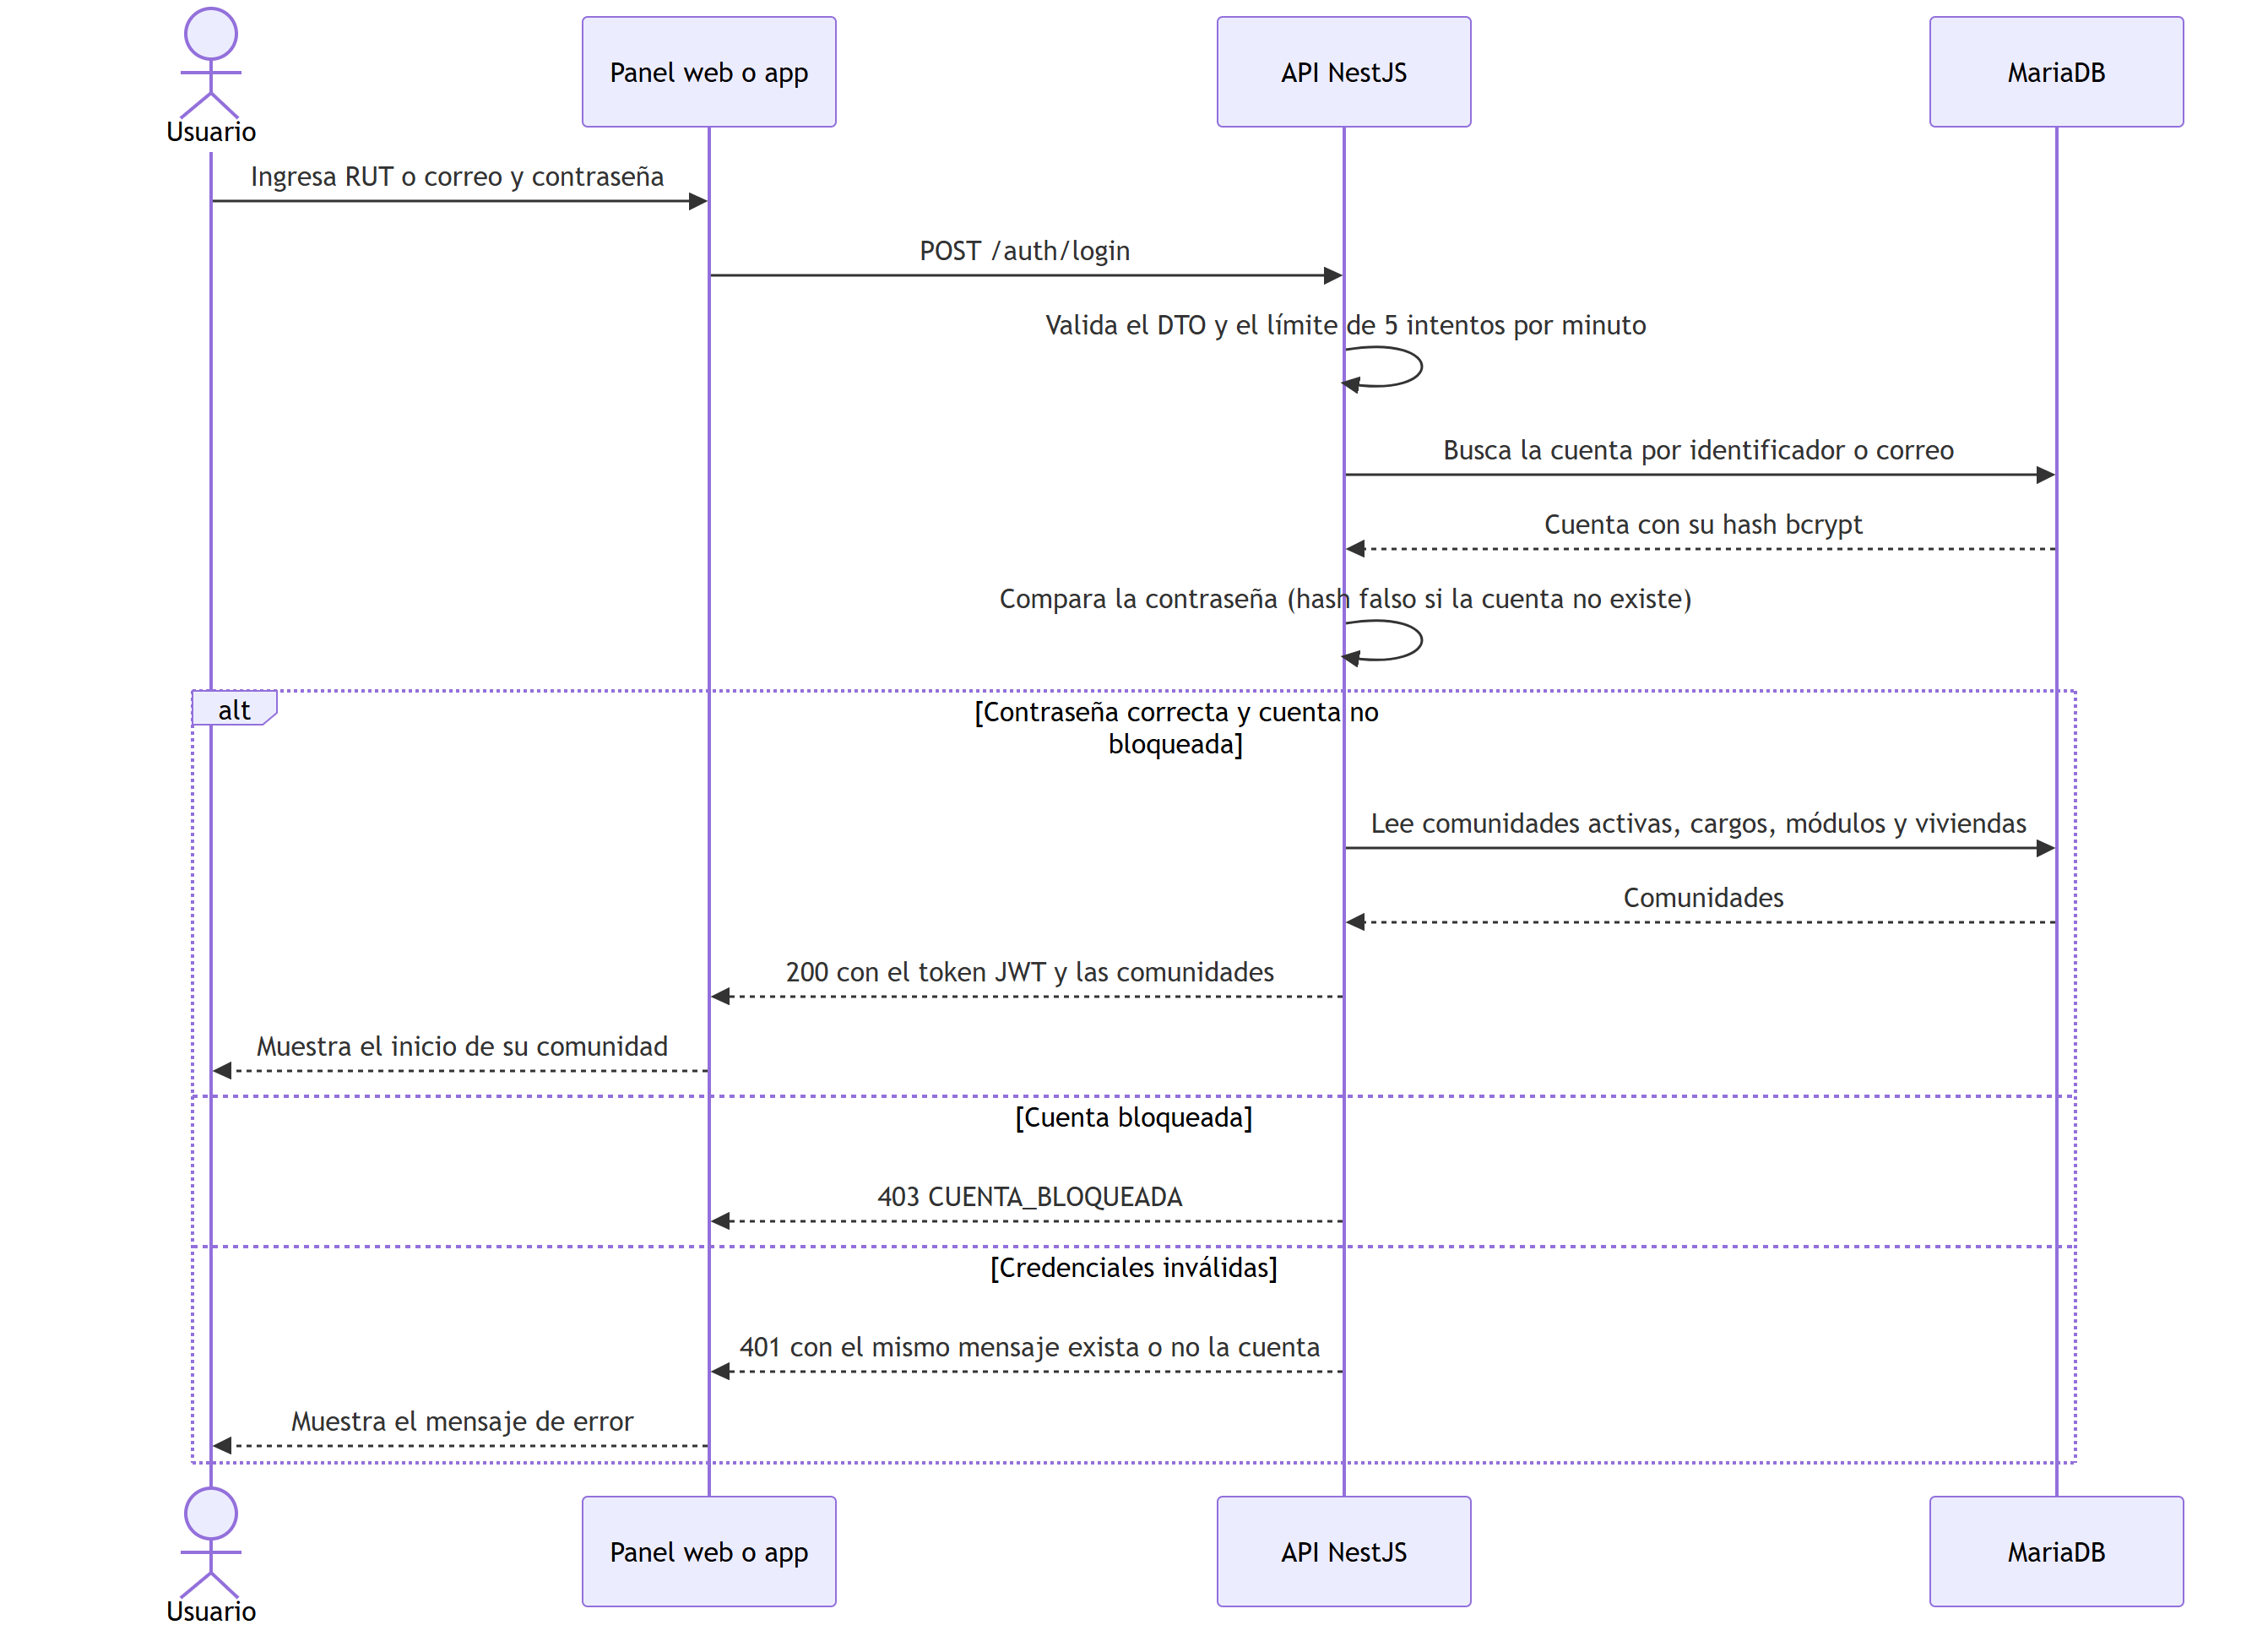 Usuario
Panel web o app
API NestJS
MariaDB
Ingresa RUT o correo y contraseña
POST /auth/login
Valida el DTO y el límite de 5 intentos por minuto
Busca la cuenta por identificador o correo
Cuenta con su hash bcrypt
Compara la contraseña (hash falso si la cuenta no existe)
alt
[Contraseña correcta y cuenta no
bloqueada]
Lee comunidades activas, cargos, módulos y viviendas
Comunidades
200 con el token JWT y las comunidades
Muestra el inicio de su comunidad
[Cuenta bloqueada]
403 CUENTA_BLOQUEADA
[Credenciales inválidas]
401 con el mismo mensaje exista o no la cuenta
Muestra el mensaje de error
Usuario
Panel web o app
API NestJS
MariaDB